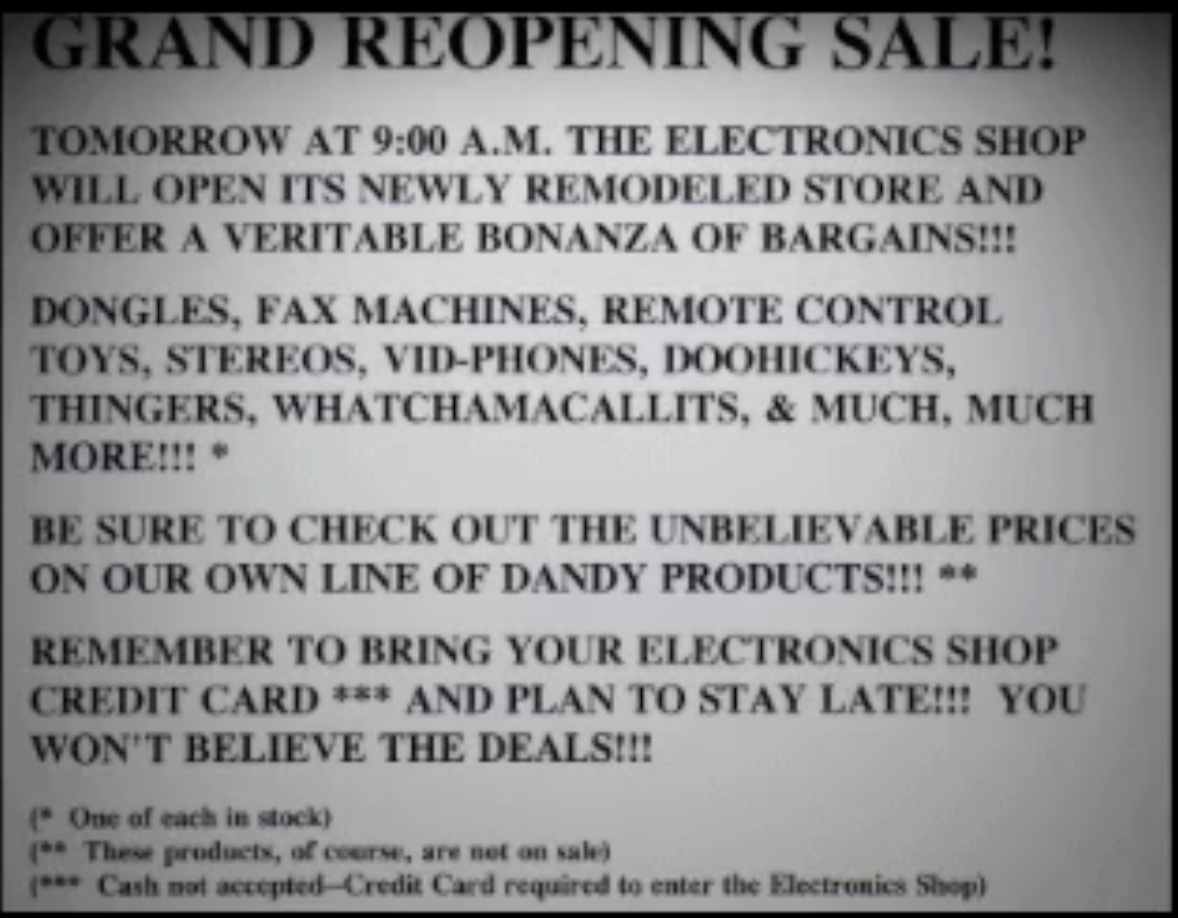 GRAND REOPENING SALE!
TOMORROW AT 9:00 A.M. THE ELECTRONICS SHOP
WILL OPEN ITS NEWLY REMODELED STORE AND
OFFER A VERITABLE BONANZA OF BARGAINS!!!
DONGLES, FAX MACHINES, REMOTE CONTROL
TOYS, STEREOS, VID-PHONES, DOOHICKEYS,
THINGERS, WHATCHAMACALLITS, & MUCH, MUCH
MORE!!! *
BE SURE TO CHECK OUT THE UNBELIEVABLE PRICES
ON OUR OWN LINE OF DANDY PRODUCTS!!! **
REMEMBER TO BRING YOUR ELECTRONICS SHOP
CREDIT CARD *** AND PLAN TO STAY LATE!!!  YOU
WON'T BELIEVE THE DEALS!!!
(*  One of each in stock)
(**  These products, of course, are not on sale)
(***  Cash not accepted--Credit Card required to enter the Electronics Shop)